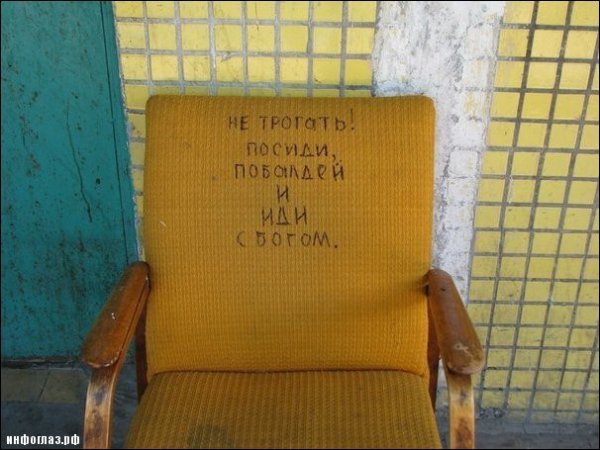 НЕ ТРОГАТЬ!
ПОСИДИ,
ПОБАЛДЕЙ
И
ИДИ
С БОГОМ.
инфоглаз.рф